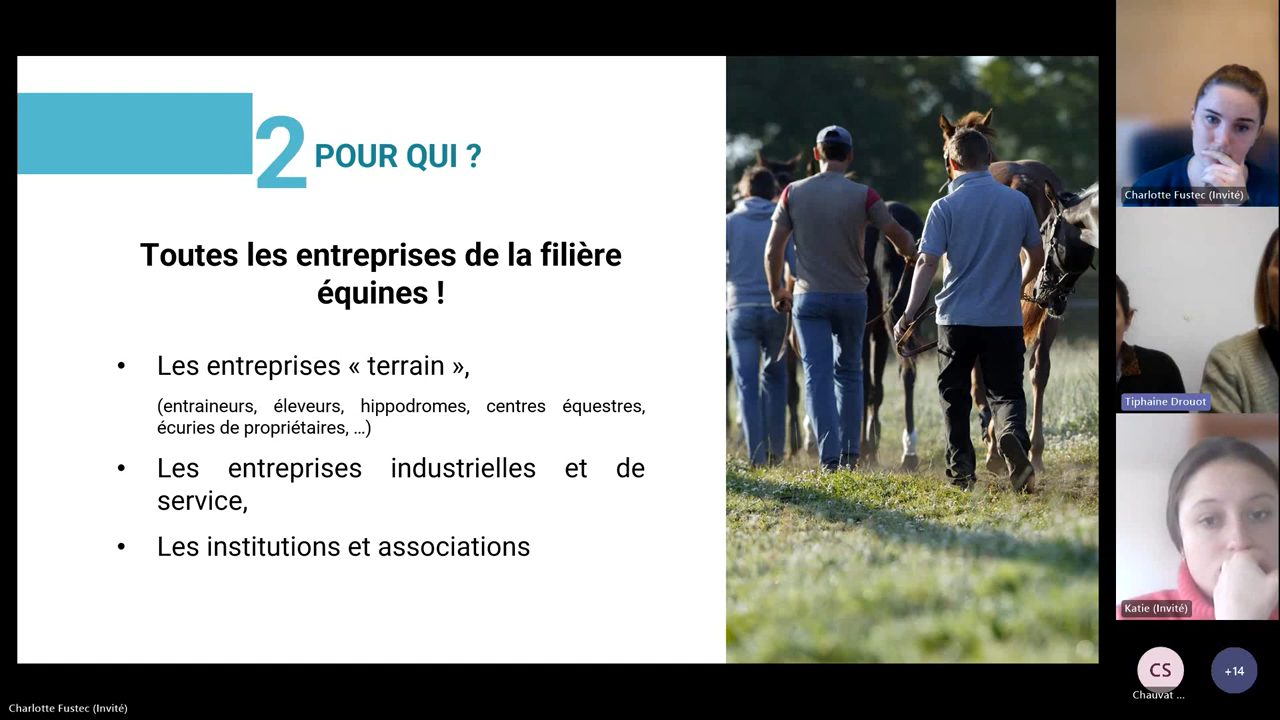 2 POUR QUI ?
Toutes les entreprises de la filière
équines !
• Les entreprises « terrain »,
(entraineurs, éleveurs, hippodromes, centres équestres,
écuries de propriétaires, …)
• Les entreprises industrielles et de
service,
• Les institutions et associations
Charlotte Fustec (Invité)
Tiphaine Drouot
Katie (Invité)
CS
Chauvat ...
+14
Charlotte Fustec (Invité)